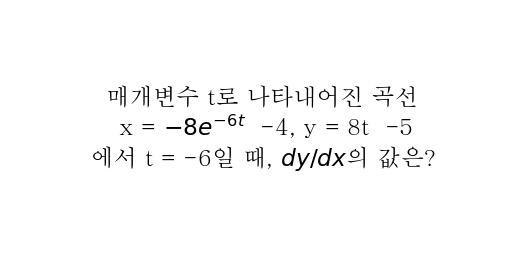 매개변수 t로 나타내어진 곡선
x = −8e^{−6t} −4, y = 8t −5
에서 t = −6일 때, dy/dx의 값은?